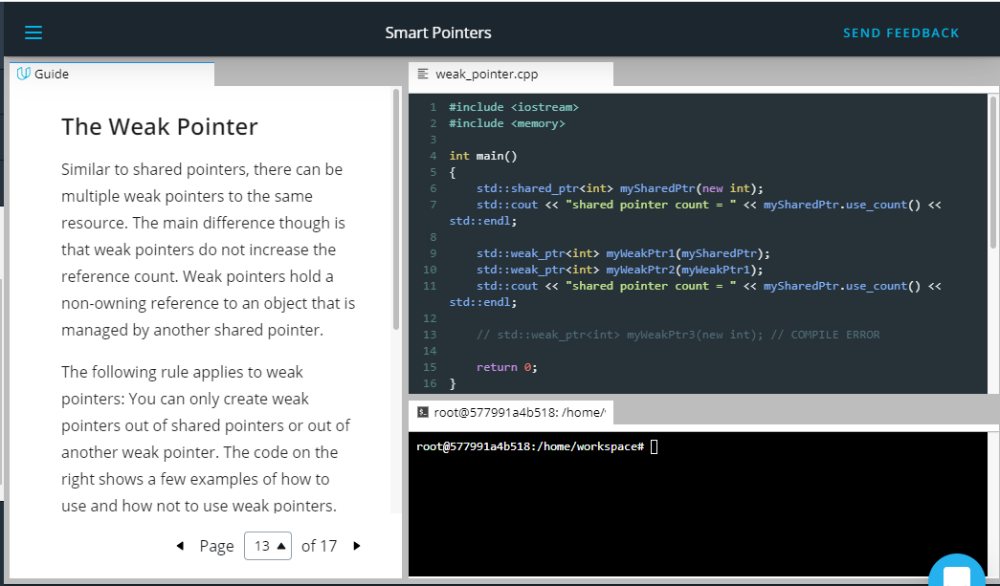 Smart Pointers
SEND FEEDBACK
Guide
The Weak Pointer
Similar to shared pointers, there can be
multiple weak pointers to the same
resource. The main difference though is
that weak pointers do not increase the
reference count. Weak pointers hold a
non-owning reference to an object that is
managed by another shared pointer.
The following rule applies to weak
pointers: You can only create weak
pointers out of shared pointers or out of
another weak pointer. The code on the
right shows a few examples of how to
use and how not to use weak pointers.
Page 13 of 17
weak_pointer.cpp
1 #include <iostream>
2 #include <memory>
3
4 int main()
5 {
6     std::shared_ptr<int> mySharedPtr(new int);
7     std::cout << "shared pointer count = " << mySharedPtr.use_count() <<
std::endl;
8
9     std::weak_ptr<int> myWeakPtr1(mySharedPtr);
10     std::weak_ptr<int> myWeakPtr2(myWeakPtr1);
11     std::cout << "shared pointer count = " << mySharedPtr.use_count() <<
std::endl;
12
13     // std::weak_ptr<int> myWeakPtr3(new int); // COMPILE ERROR
14
15     return 0;
16 }
root@577991a4b518: /home/
root@577991a4b518:/home/workspace#